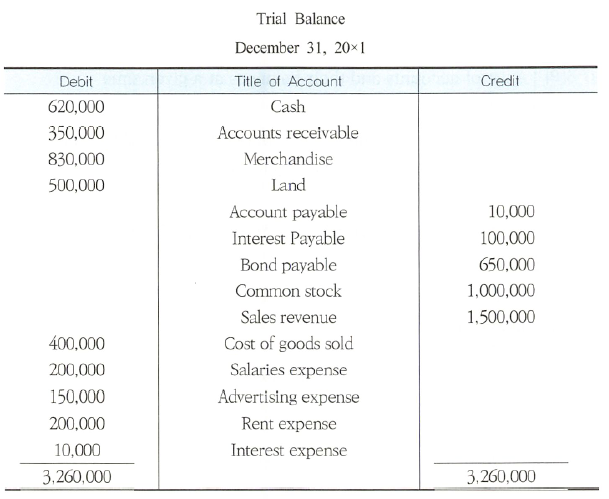 Trial Balance
December 31, 20×1
Debit Title of Account Credit
620,000 Cash
350,000 Accounts receivable
830,000 Merchandise
500,000 Land
Account payable 10,000
Interest Payable 100,000
Bond payable 650,000
Common stock 1,000,000
Sales revenue 1,500,000
400,000 Cost of goods sold
200,000 Salaries expense
150,000 Advertising expense
200,000 Rent expense
10,000 Interest expense
3,260,000 3,260,000